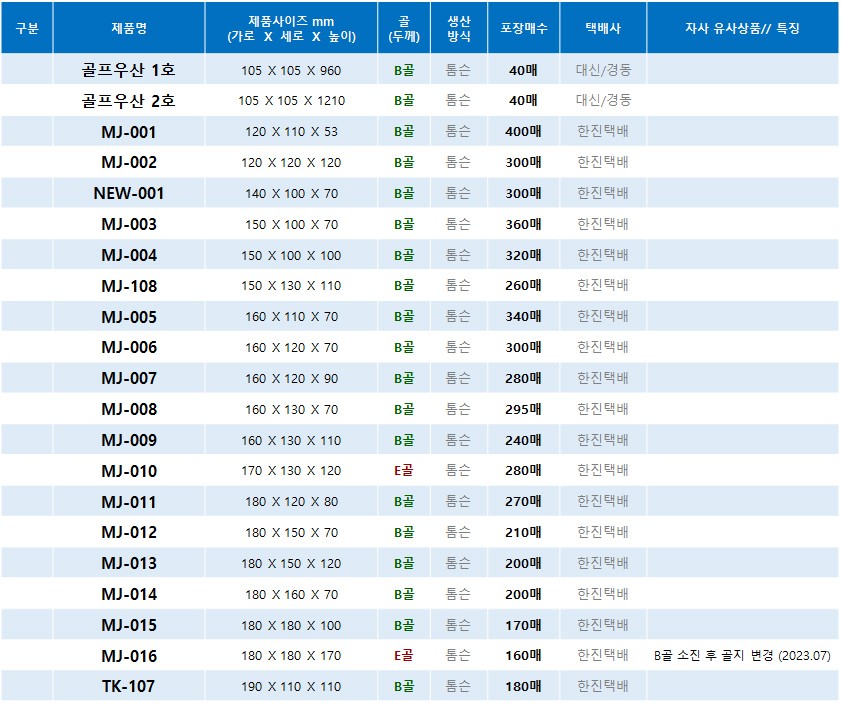 구분 제품명 제품사이즈 mm (가로 X 세로 X 높이) 골 (두께) 생산 방식 포장매수 택배사 자사 유사상품// 특징
골프우산 1호 105 X 105 X 960 B골 톰슨 40매 대신/경동
골프우산 2호 105 X 105 X 1210 B골 톰슨 40매 대신/경동
MJ-001 120 X 110 X 53 B골 톰슨 400매 한진택배
MJ-002 120 X 120 X 120 B골 톰슨 300매 한진택배
NEW-001 140 X 100 X 70 B골 톰슨 300매 한진택배
MJ-003 150 X 100 X 70 B골 톰슨 360매 한진택배
MJ-004 150 X 100 X 100 B골 톰슨 320매 한진택배
MJ-108 150 X 130 X 110 B골 톰슨 260매 한진택배
MJ-005 160 X 110 X 70 B골 톰슨 340매 한진택배
MJ-006 160 X 120 X 70 B골 톰슨 300매 한진택배
MJ-007 160 X 120 X 90 B골 톰슨 280매 한진택배
MJ-008 160 X 130 X 70 B골 톰슨 295매 한진택배
MJ-009 160 X 130 X 110 B골 톰슨 240매 한진택배
MJ-010 170 X 130 X 120 E골 톰슨 280매 한진택배
MJ-011 180 X 120 X 80 B골 톰슨 270매 한진택배
MJ-012 180 X 150 X 70 B골 톰슨 210매 한진택배
MJ-013 180 X 150 X 120 B골 톰슨 200매 한진택배
MJ-014 180 X 160 X 70 B골 톰슨 200매 한진택배
MJ-015 180 X 180 X 100 B골 톰슨 170매 한진택배
MJ-016 180 X 180 X 170 E골 톰슨 160매 한진택배 B골 소진 후 골지 변경 (2023.07)
TK-107 190 X 110 X 110 B골 톰슨 180매 한진택배